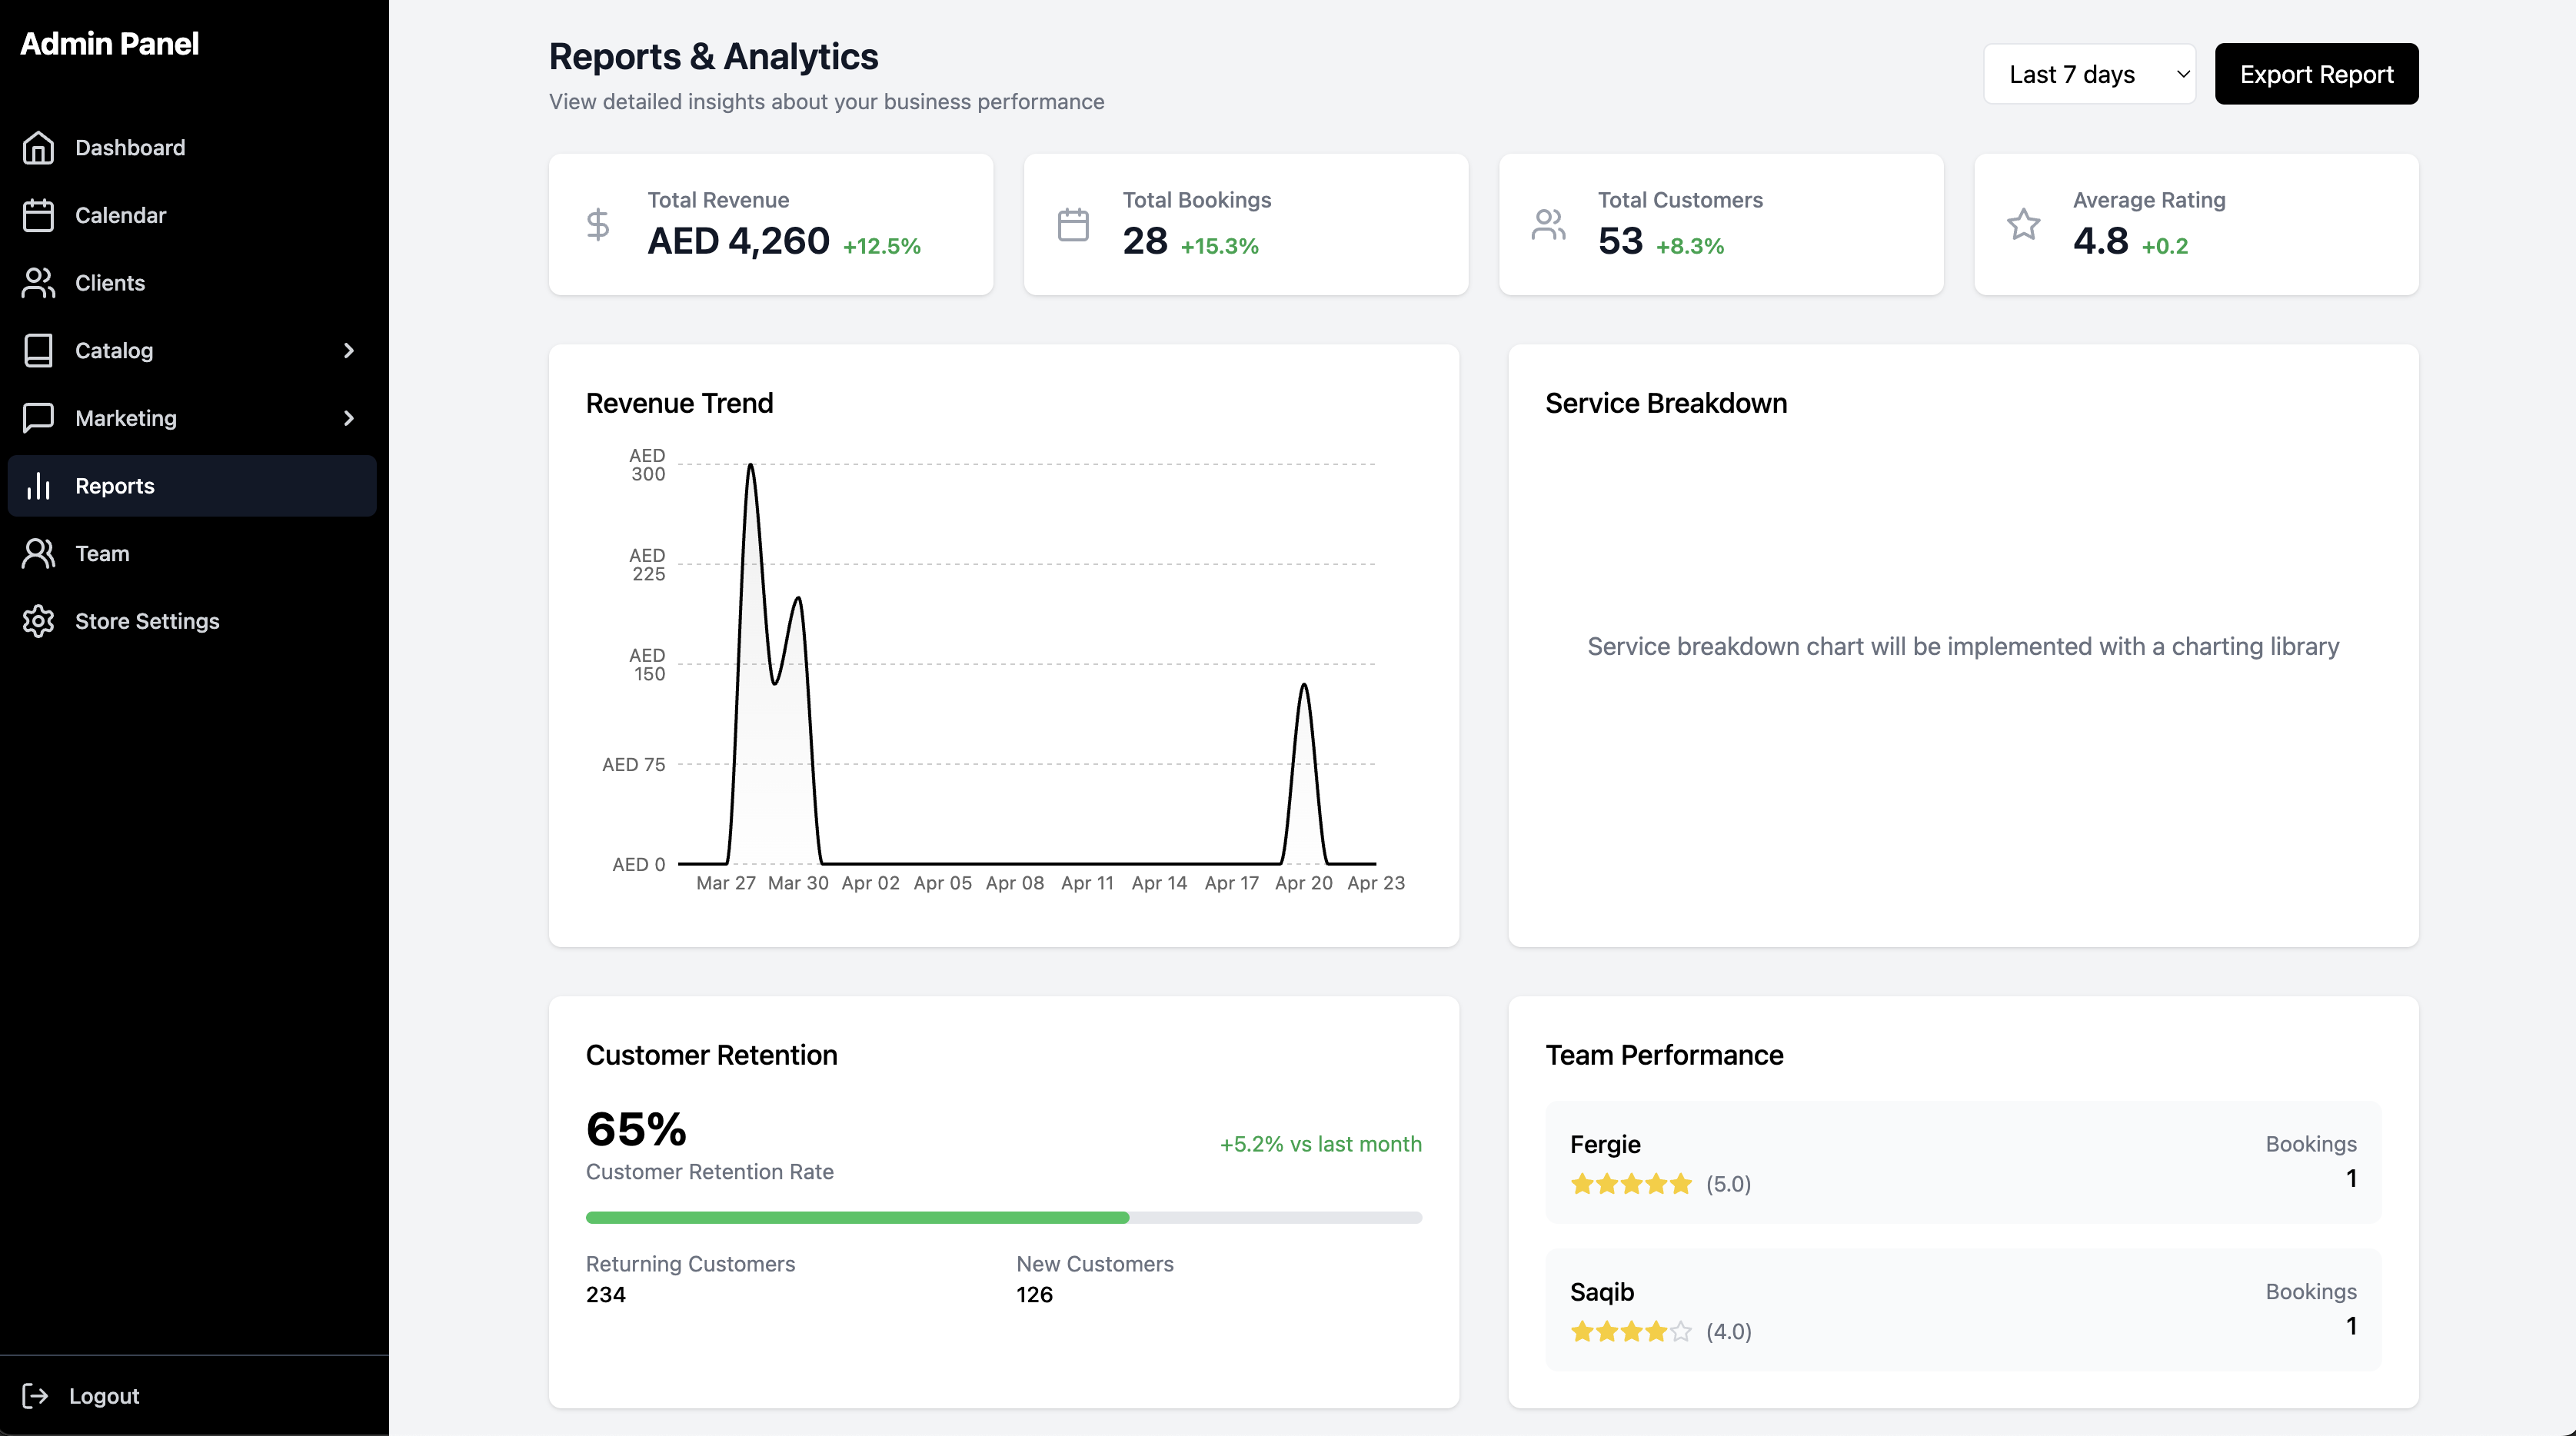 Admin Panel
Dashboard
Calendar
Clients
Catalog
Marketing
Reports
Team
Store Settings
Logout
Reports & Analytics
View detailed insights about your business performance
Last 7 days
Export Report
Total Revenue
AED 4,260 +12.5%
Total Bookings
28 +15.3%
Total Customers
53 +8.3%
Average Rating
4.8 +0.2
Revenue Trend
AED
300
AED
225
AED
150
AED 75
AED 0
Mar 27 Mar 30 Apr 02 Apr 05 Apr 08 Apr 11 Apr 14 Apr 17 Apr 20 Apr 23
Service Breakdown
Service breakdown chart will be implemented with a charting library
Customer Retention
65%
+5.2% vs last month
Customer Retention Rate
Returning Customers
234
New Customers
126
Team Performance
Fergie
(5.0)
Bookings
1
Saqib
(4.0)
Bookings
1